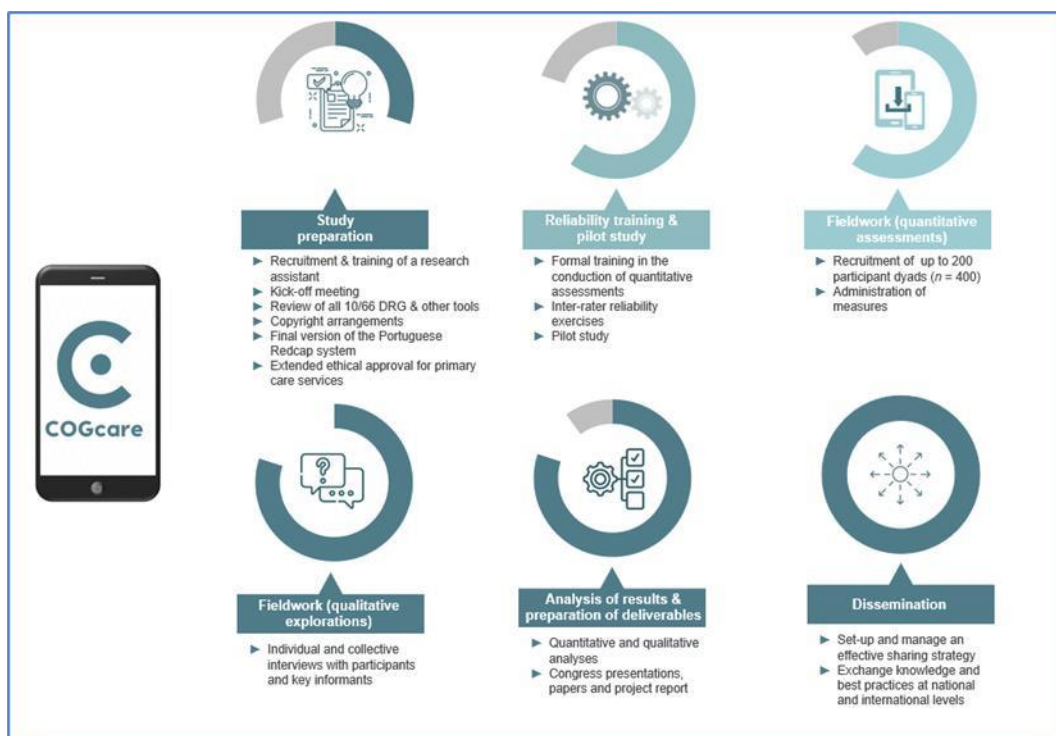 Study
preparation
Recruitment & training of a research
assistant
Kick-off meeting
Review of all 10/66 DRG & other tools
Copyright arrangements
Final version of the Portuguese
Redcap system
Extended ethical approval for primary
care services
Reliability training &
pilot study
Formal training in the
conduction of quantitative
assessments
Inter-rater reliability
exercises
Pilot study
Fieldwork (quantitative
assessments)
Recruitment of up to 200
participant dyads (n = 400)
Administration of
measures
COGcare
Fieldwork (qualitative
explorations)
Individual and collective
interviews with participants
and key informants
Analysis of results &
preparation of deliverables
Quantitative and qualitative
analyses
Congress presentations,
papers and project report
Dissemination
Set-up and manage an
effective sharing strategy
Exchange knowledge and
best practices at national
and international levels